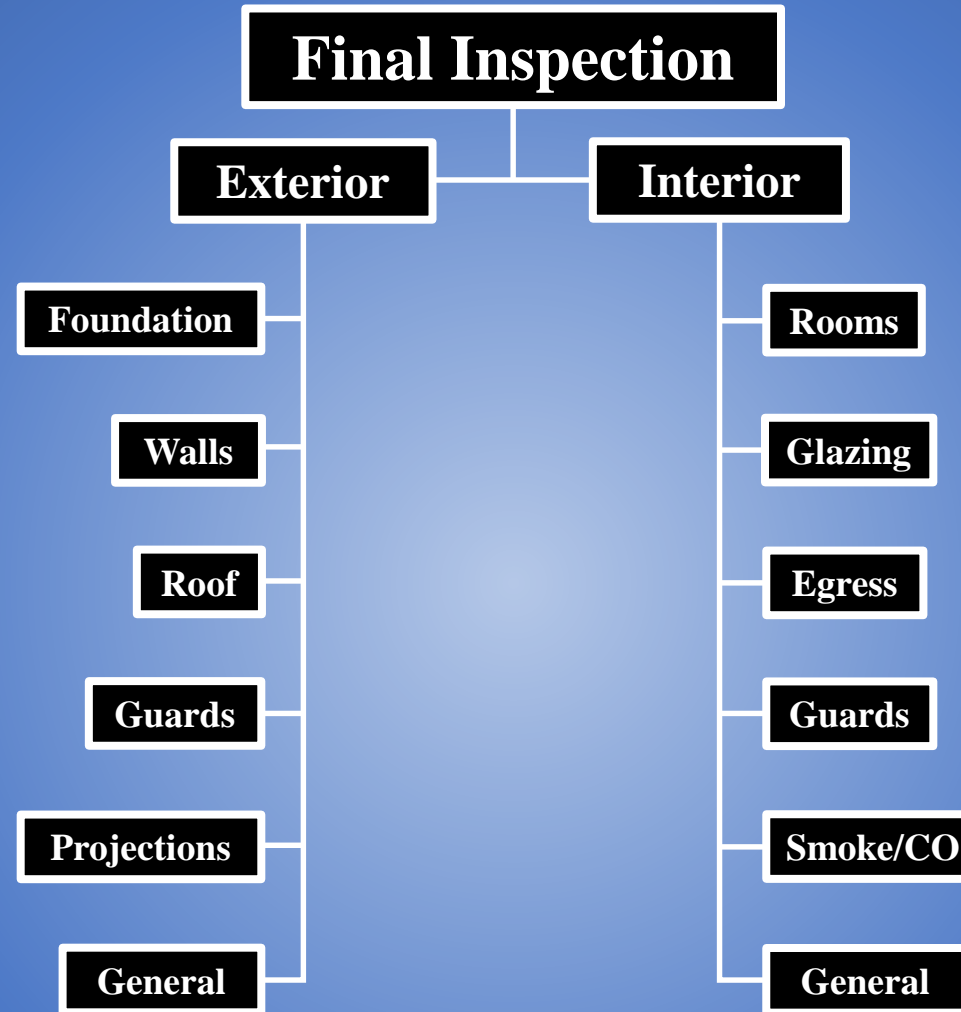 Final Inspection
Exterior
Interior
Foundation
Rooms
Walls
Glazing
Roof
Egress
Guards
Guards
Projections
Smoke/CO
General
General